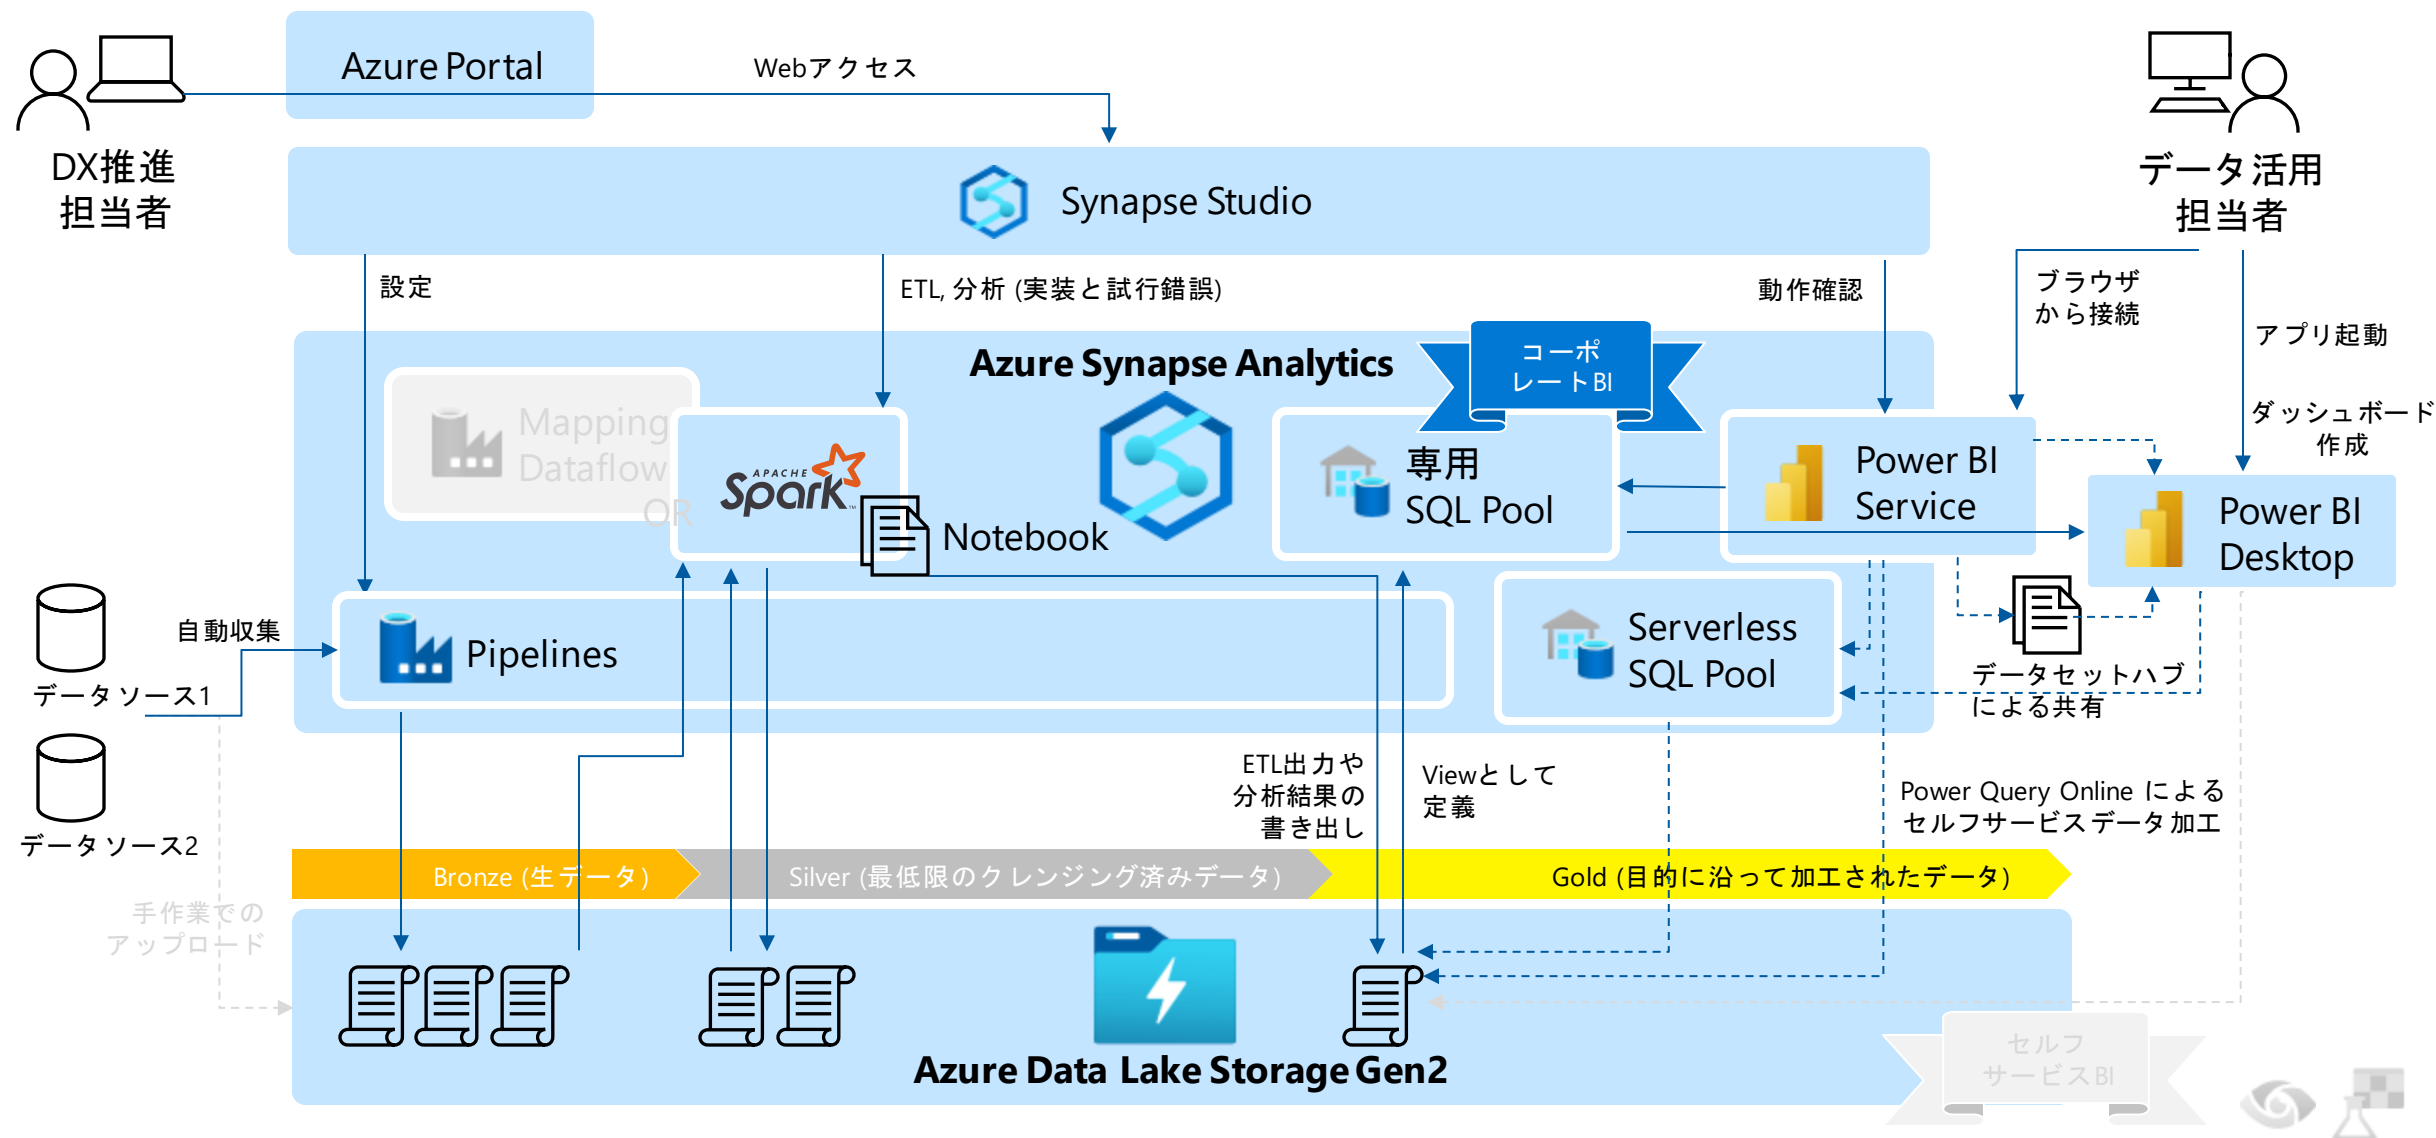 Azure Portal
Webアクセス
DX推進
担当者
データ活用
担当者
Synapse Studio
設定
ETL, 分析 (実装と試行錯誤)
動作確認
ブラウザ
から接続
アプリ起動
Azure Synapse Analytics
コーポ
レートBI
Mapping
Dataflow
OR
APACHE
Spark
TM
Notebook
専用
SQL Pool
Power BI
Service
ダッシュボード
作成
Power BI
Desktop
自動収集
Pipelines
Serverless
SQL Pool
データソース1
データセットハブ
による共有
データソース2
ETL出力や
分析結果の
書き出し
Viewとして
定義
Power Query Online による
セルフサービスデータ加工
Bronze (生データ)
Silver (最低限のクレンジング済みデータ)
Gold (目的に沿って加工されたデータ)
手作業での
アップロード
Azure Data Lake Storage Gen2
セルフ
サービスBI